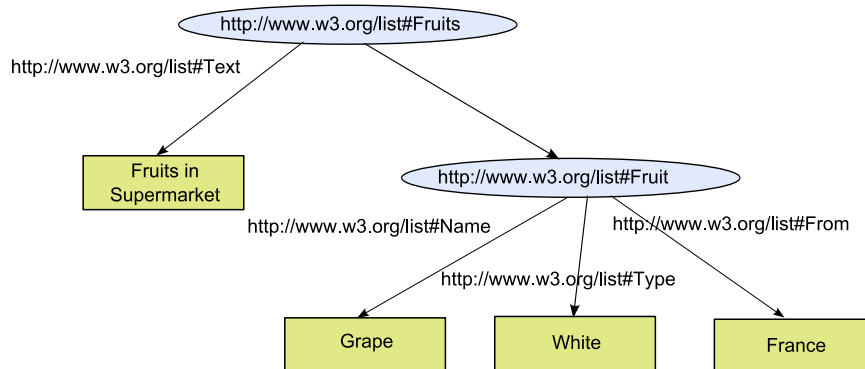 http://www.w3.org/list#Fruits
http://www.w3.org/list#Text
Fruits in
Supermarket
http://www.w3.org/list#Fruit
http://www.w3.org/list#Name
http://www.w3.org/list#From
http://www.w3.org/list#Type
Grape
White
France